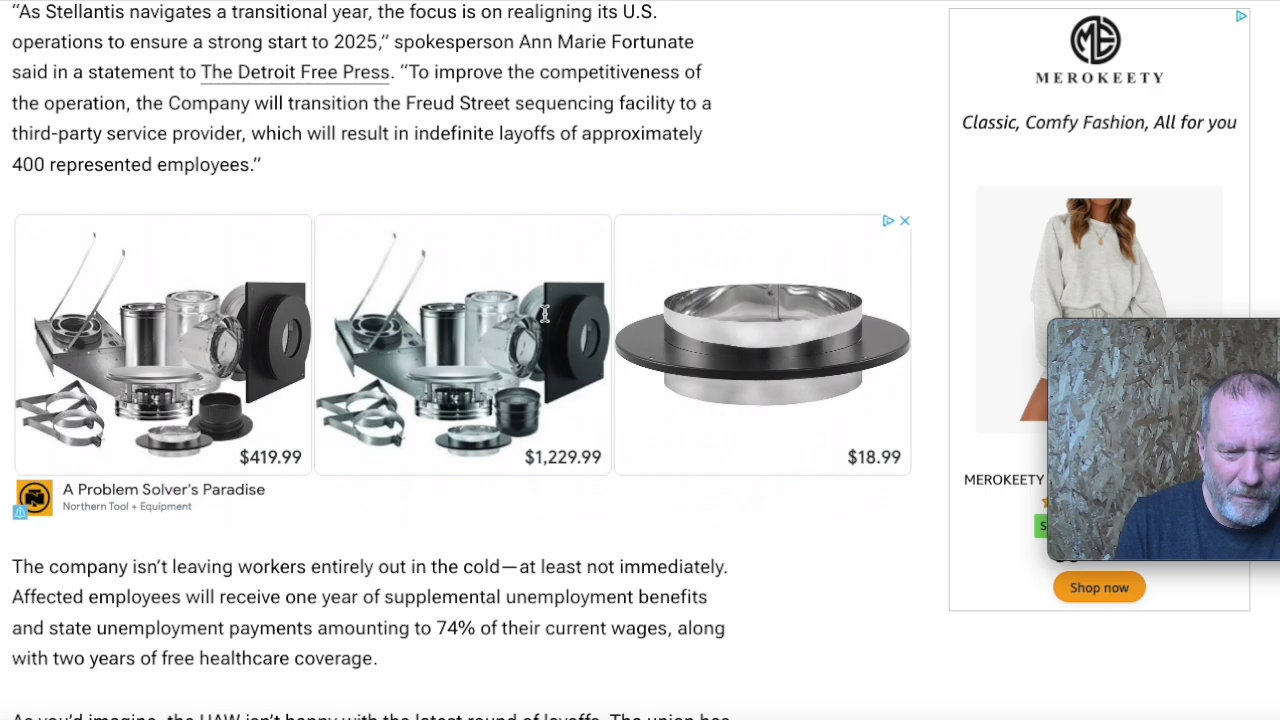 “As Stellantis navigates a transitional year, the focus is on realigning its U.S.
operations to ensure a strong start to 2025,” spokesperson Ann Marie Fortunate
said in a statement to The Detroit Free Press. “To improve the competitiveness of
the operation, the Company will transition the Freud Street sequencing facility to a
third-party service provider, which will result in indefinite layoffs of approximately
400 represented employees.”
$419.99
$1,229.99
$18.99
A Problem Solver's Paradise
Northern Tool + Equipment
The company isn’t leaving workers entirely out in the cold—at least not immediately.
Affected employees will receive one year of supplemental unemployment benefits
and state unemployment payments amounting to 74% of their current wages, along
with two years of free healthcare coverage.
As you’d imagine, the UAW isn’t happy with the latest round of layoffs. The union has
ME
MEROKEETY
Classic, Comfy Fashion, All for you
MEROKEETY
S
Shop now